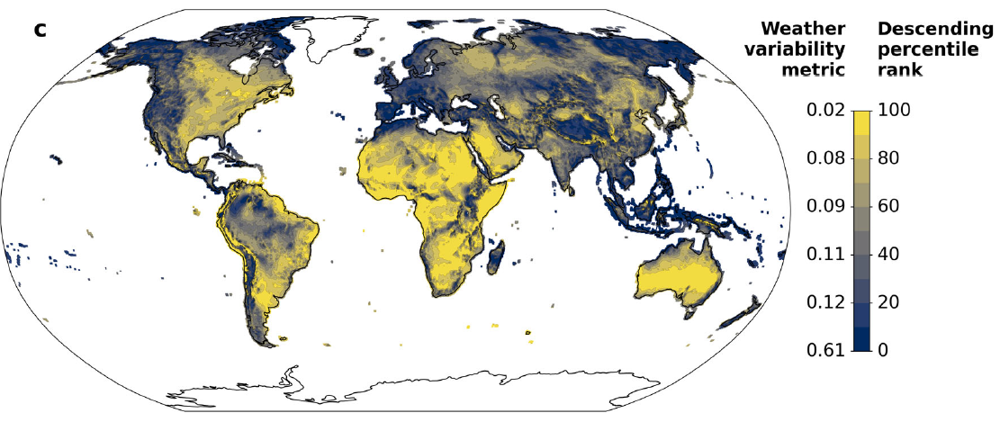 c
Weather
variability
metric
Descending
percentile
rank
0.02 100
0.08 80
0.09 60
0.11 40
0.12 20
0.61 0